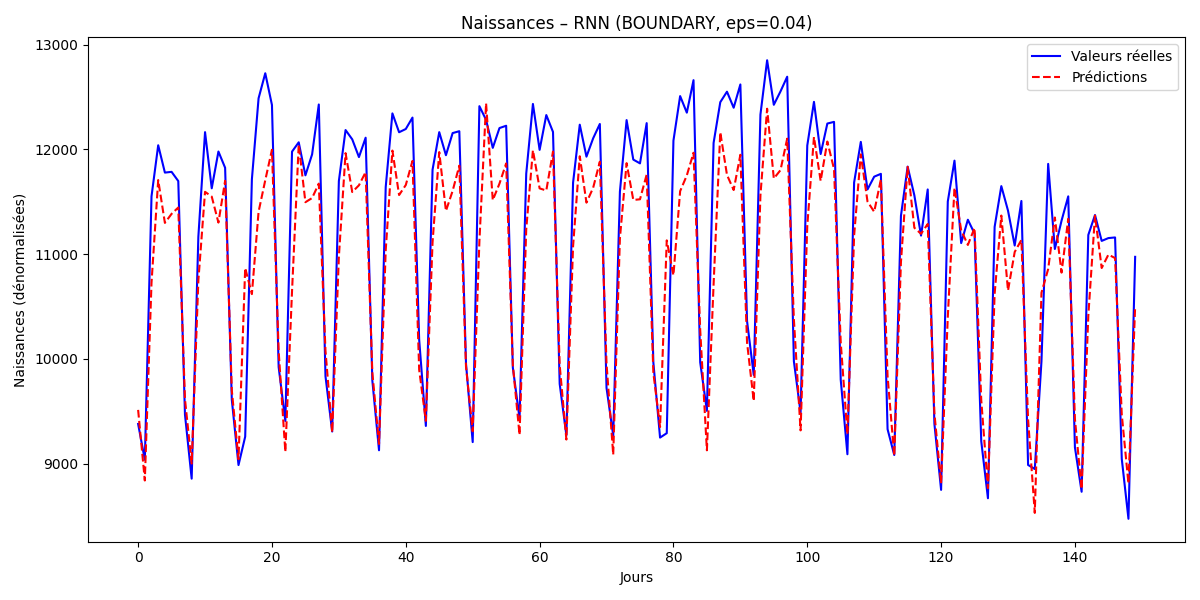 Naissances – RNN (BOUNDARY, eps=0.04)
Valeurs réelles
Prédictions
13000
12000
11000
10000
9000
Naissances (dénormalisées)
0 20 40 60 80 100 120 140
Jours